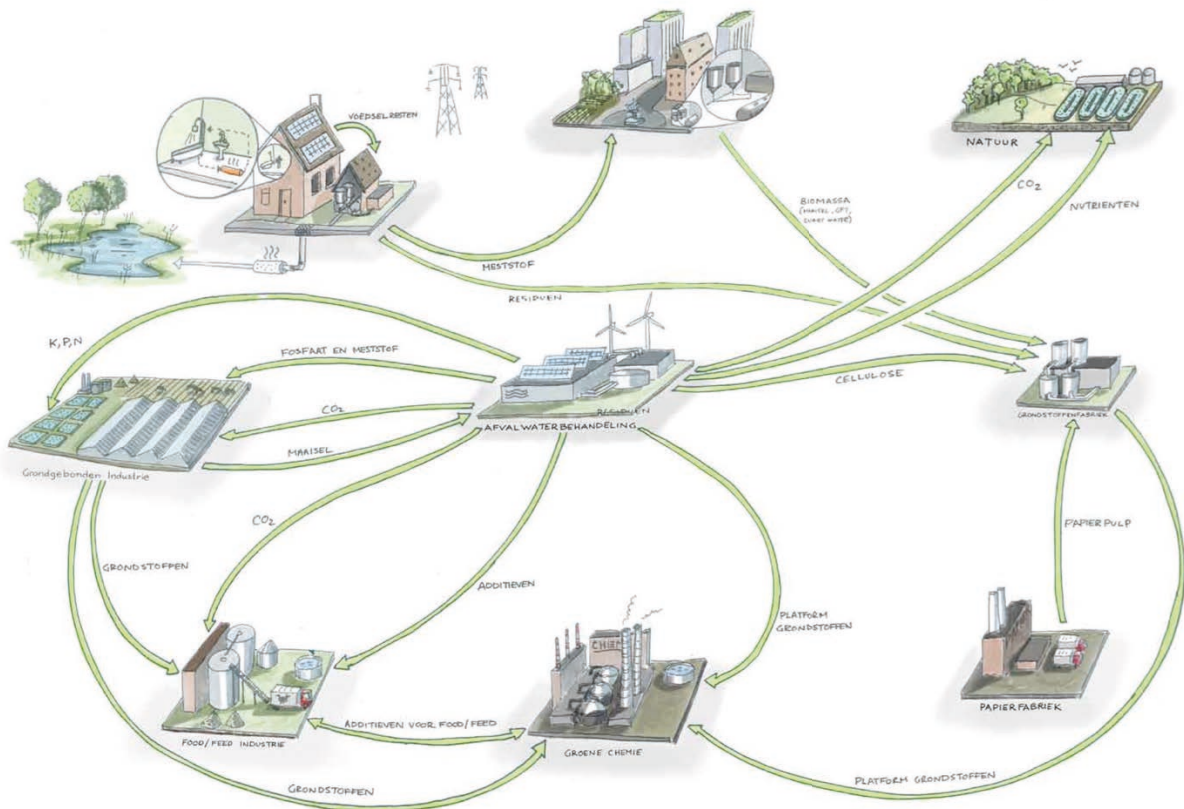 VOEDSELRESTEN
NATUUR
CO2
BIOMASSA
NUTRIENTEN
MESTSTOF
RESIDUEN
K,P,N
FOSFAAT EN MESTSTOF
CELLULOSE
CO2
RESIDUEN
GRONDSTOFFENFABRIEK
AFVALWATERBEHANDELING
MAAISEL
Grondgebonden Industrie
CO2
PAPIERPULP
GRONDSTOFFEN
ADDITIEVEN
PLATFORM
GRONDSTOFFEN
CHEM
PAPIERFABRIEK
ADDITIEVEN VOOR FOOD/FEED
FOOD/FEED INDUSTRIE
GROENE CHEMIE
PLATFORM GRONDSTOFFEN
GRONDSTOFFEN